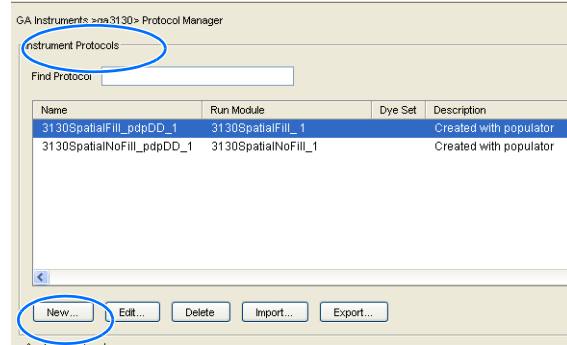 GA Instruments >ga3130> Protocol Manager
Instrument Protocols
Find Protocol
Name Run Module Dye Set Description
3130SpatialFill_pdpDD_1 3130SpatialFill_1 Created with populator
3130SpatialNoFill_pdpDD_1 3130SpatialNoFill_1 Created with populator
New... Edit... Delete Import... Export...